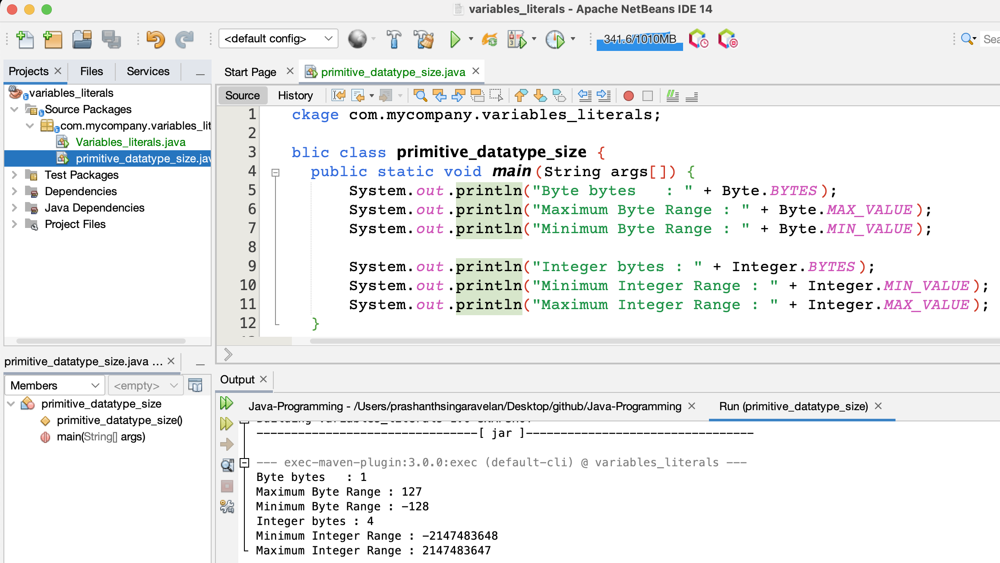 variables_literals - Apache NetBeans IDE 14
<default config>
341.6/1010MB
Sea
Projects
Files
Services
variables_literals
Source Packages
com.mycompany.variables_lit
Variables_literals.java
primitive_datatype_size.jav
Test Packages
Dependencies
Java Dependencies
Project Files
Start Page
primitive_datatype_size.java
Source
History
1 ckage com.mycompany.variables_literals;
2
3 blic class primitive_datatype_size {
4 public static void main(String args[]) {
5 System.out.println("Byte bytes   : " + Byte.BYTES);
6 System.out.println("Maximum Byte Range : " + Byte.MAX_VALUE);
7 System.out.println("Minimum Byte Range : " + Byte.MIN_VALUE);
8
9 System.out.println("Integer bytes : " + Integer.BYTES);
10 System.out.println("Minimum Integer Range : " + Integer.MIN_VALUE);
11 System.out.println("Maximum Integer Range : " + Integer.MAX_VALUE);
12 }
primitive_datatype_size.java ...
Members
<empty>
primitive_datatype_size
primitive_datatype_size()
main(String[] args)
Output
Java-Programming - /Users/prashanthsingaravelan/Desktop/github/Java-Programming
Run (primitive_datatype_size)
--------------------------------[ jar ]---------------------------------
--- exec-maven-plugin:3.0.0:exec (default-cli) @ variables_literals ---
Byte bytes   : 1
Maximum Byte Range : 127
Minimum Byte Range : -128
Integer bytes : 4
Minimum Integer Range : -2147483648
Maximum Integer Range : 2147483647